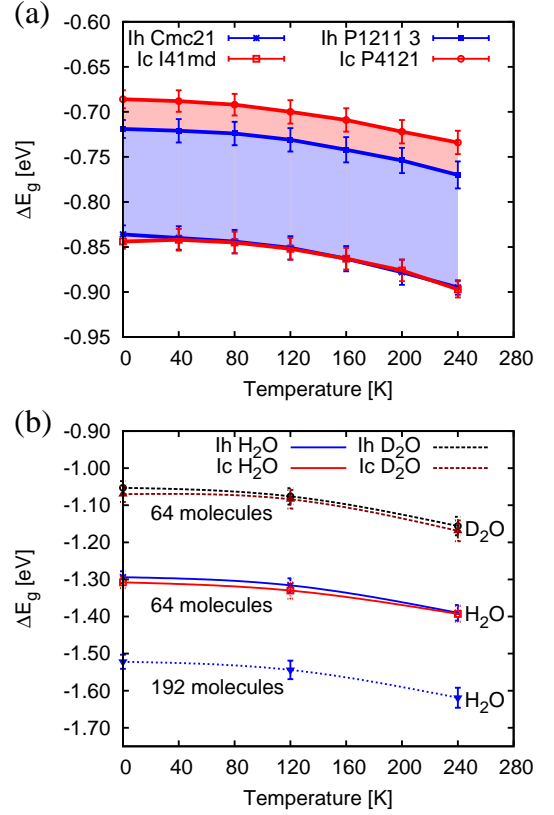 (a)
Ih Cmc21 Ih P1211 3
Ic I41md Ic P4121
-0.60
-0.65
-0.70
-0.75
-0.80
-0.85
-0.90
-0.95
ΔE_g [eV]
0 40 80 120 160 200 240 280
Temperature [K]
(b)
Ih H₂O Ih D₂O
Ic H₂O Ic D₂O
-0.90
-1.00
-1.10
-1.20
-1.30
-1.40
-1.50
-1.60
-1.70
ΔE_g [eV]
64 molecules
D₂O
64 molecules
H₂O
192 molecules
H₂O
0 40 80 120 160 200 240 280
Temperature [K]